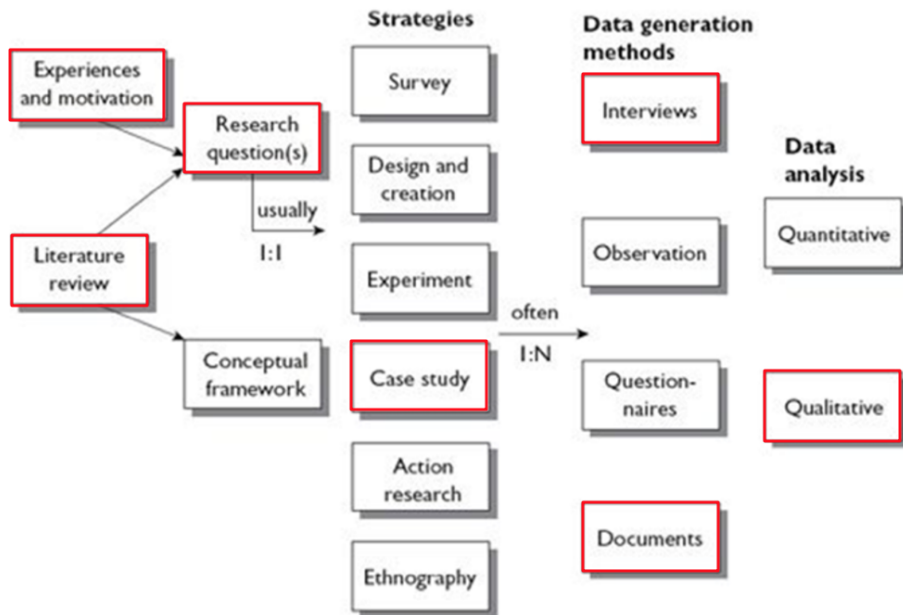 Experiences
and motivation
Literature
review
Research
question(s)
usually
1:1
Conceptual
framework
Strategies
Survey
Design and
creation
Experiment
Case study
Action
research
Ethnography
often
1:N
Data generation
methods
Interviews
Observation
Question-
naires
Documents
Data
analysis
Quantitative
Qualitative